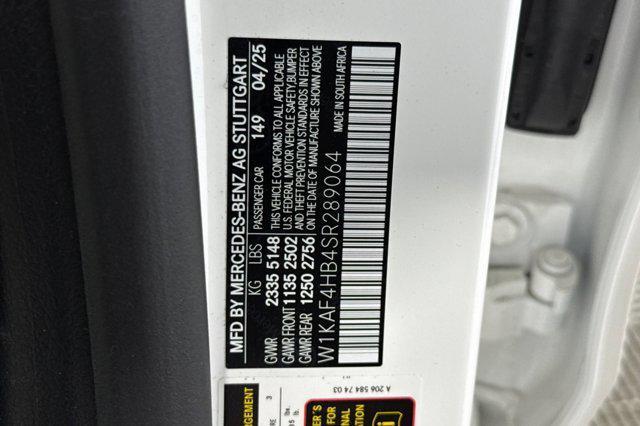 MFD BY MERCEDES-BENZ AG STUTTGART
KG LBS PASSENGER CAR 149 04/25
GVWR 2335 5148 THIS VEHICLE CONFORMS TO ALL APPLICABLE
GAWR FRONT 1135 2502 U.S. FEDERAL MOTOR VEHICLE SAFETY, BUMPER
GAWR REAR 1250 2756 AND THEFT PREVENTION STANDARDS IN EFFECT
ON THE DATE OF MANUFACTURE SHOWN ABOVE
W1KAF4HB4SR289064 MADE IN SOUTH AFRICA
A 206 584 74 03